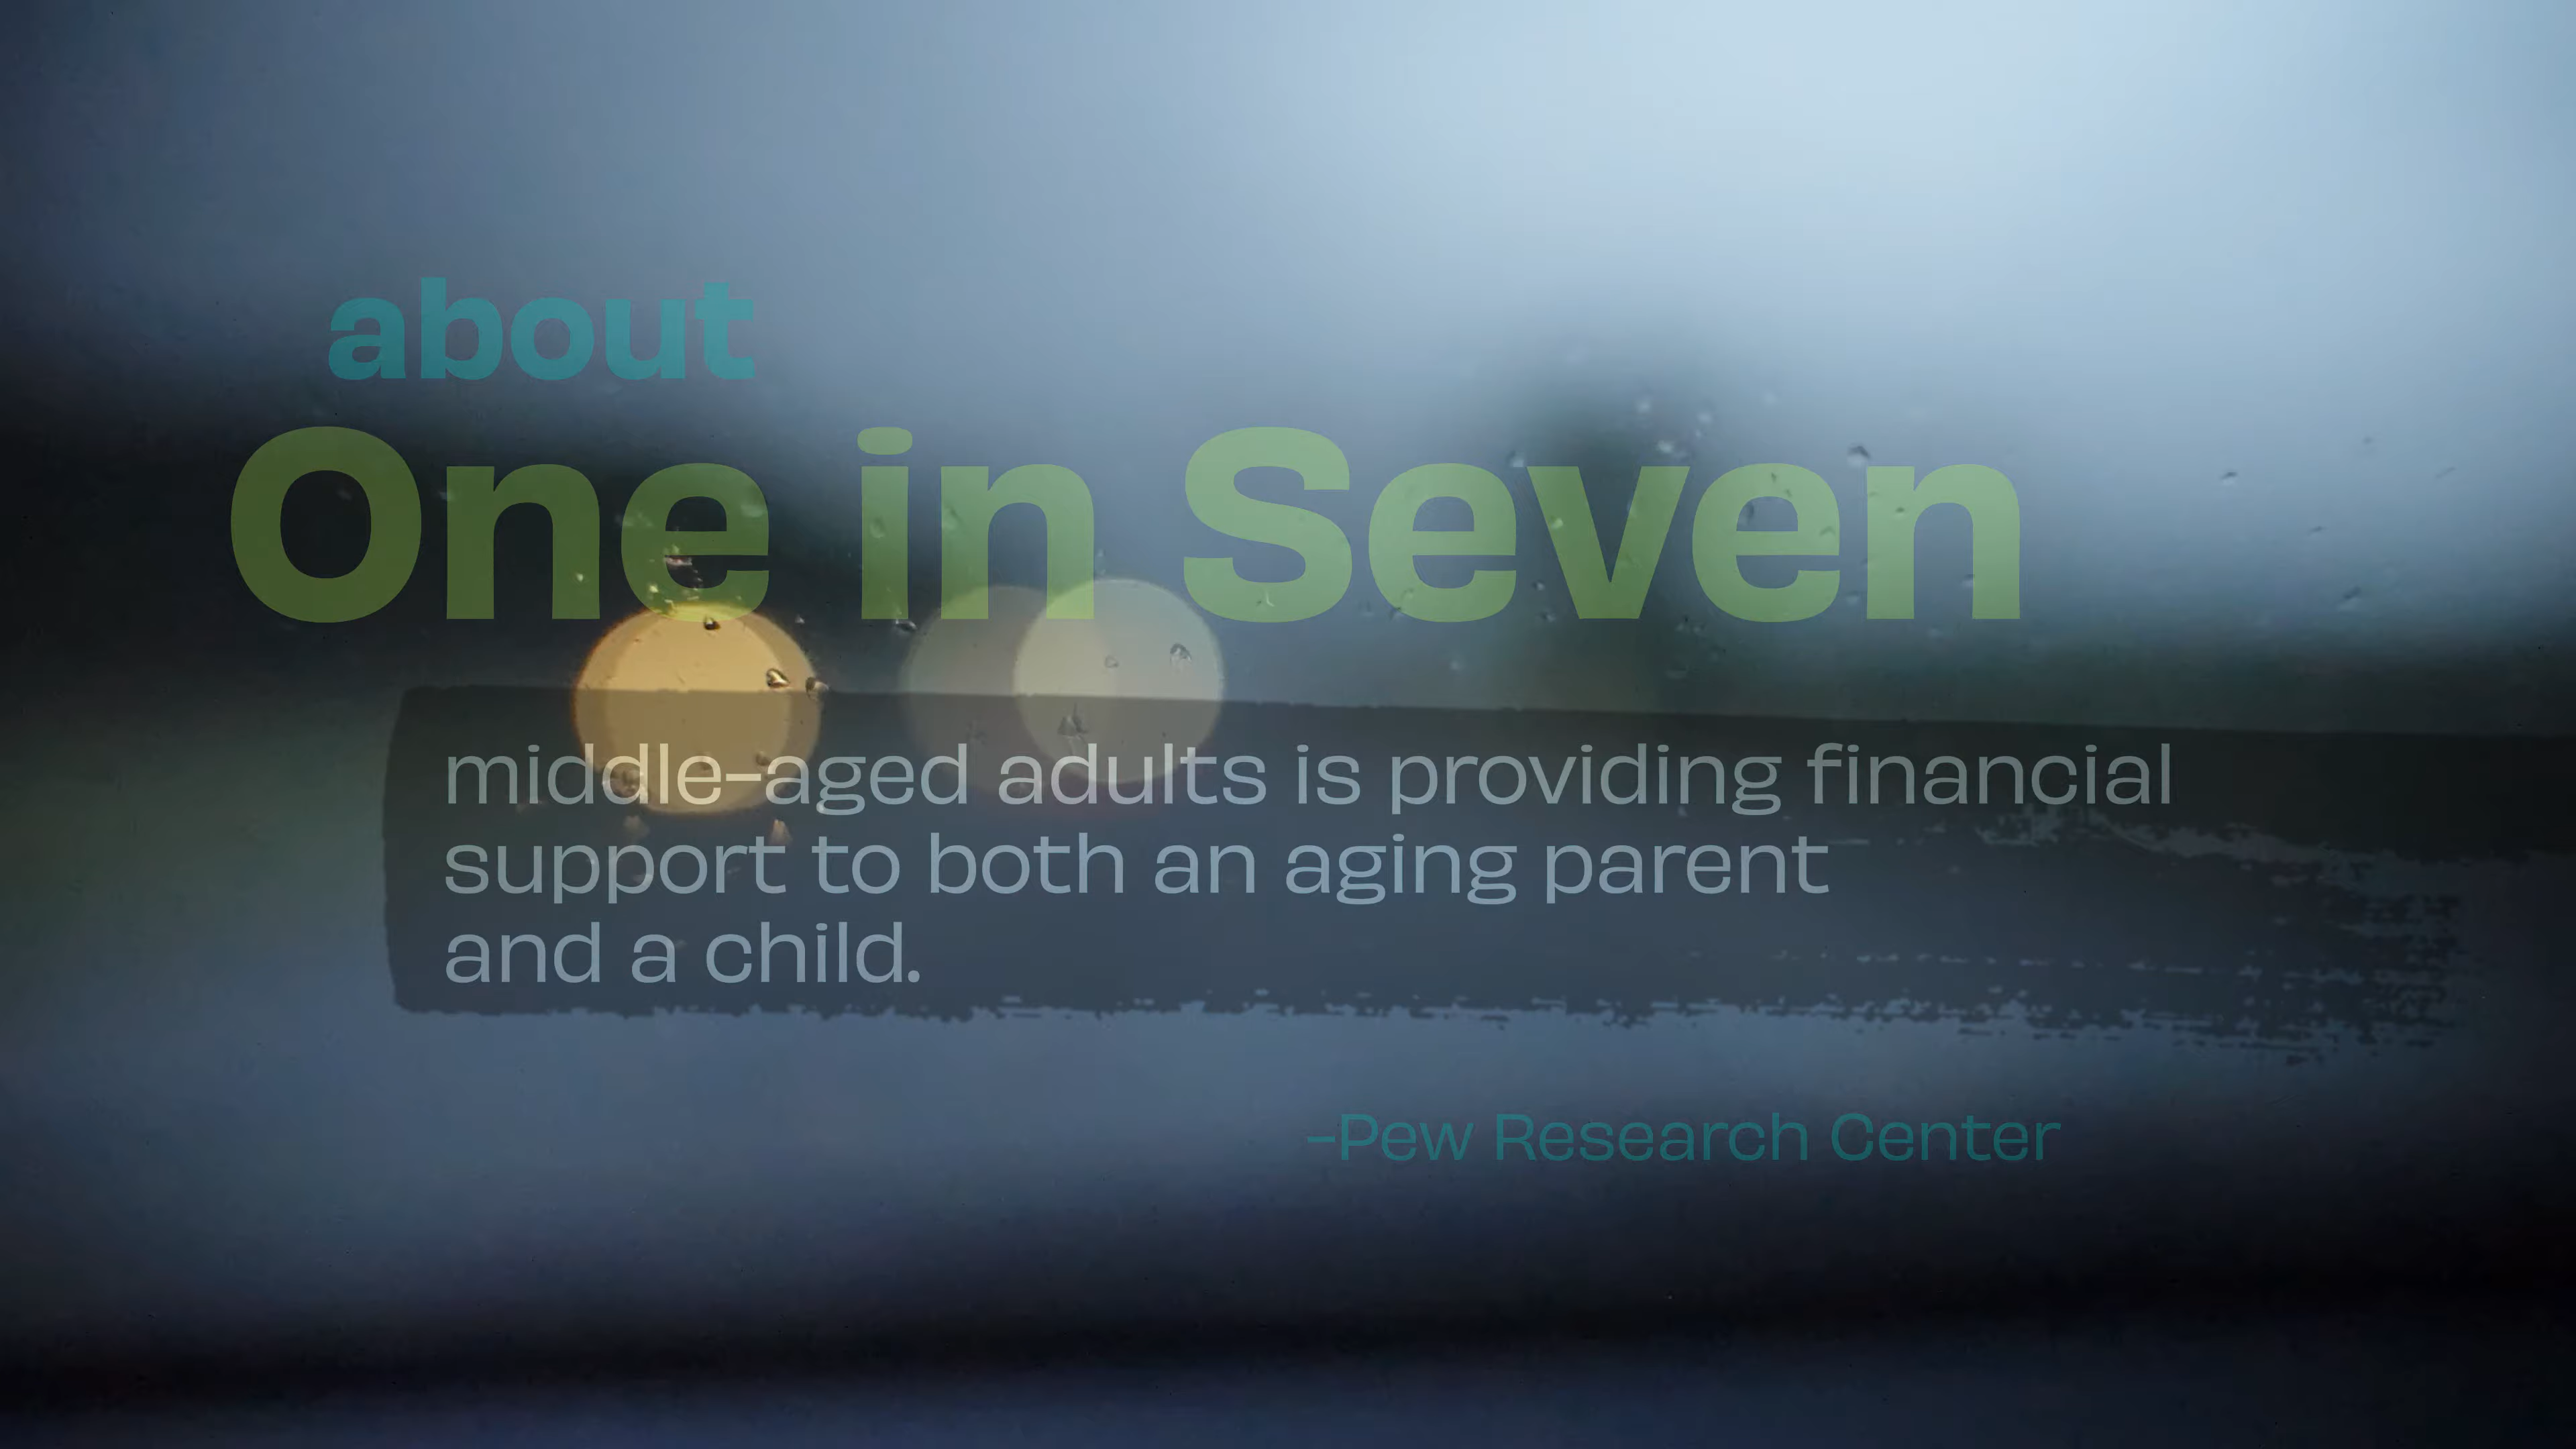 about
One in Seven
middle-aged adults is providing financial
support to both an aging parent
and a child.
-Pew Research Center